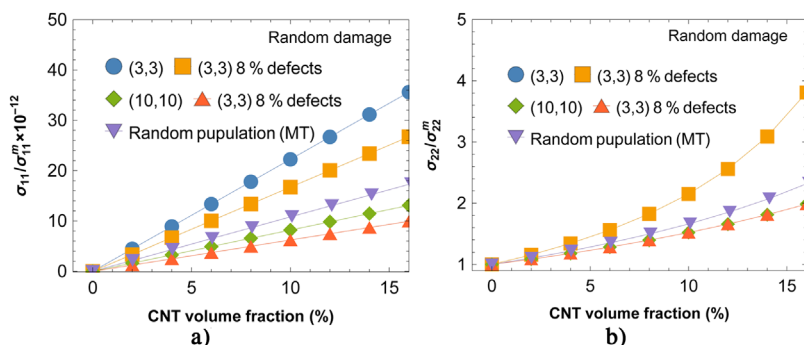 50
40
30
20
10
0
σ₁₁/σ₁₁ᵐ×10⁻¹²
Random damage
(3,3) (3,3) 8 % defects
(10,10) (3,3) 8 % defects
Random pupulation (MT)
0 5 10 15
CNT volume fraction (%)
a)
5
4
3
2
1
σ₂₂/σ₂₂ᵐ
Random damage
(3,3) (3,3) 8 % defects
(10,10) (3,3) 8 % defects
Random pupulation (MT)
0 5 10 15
CNT volume fraction (%)
b)